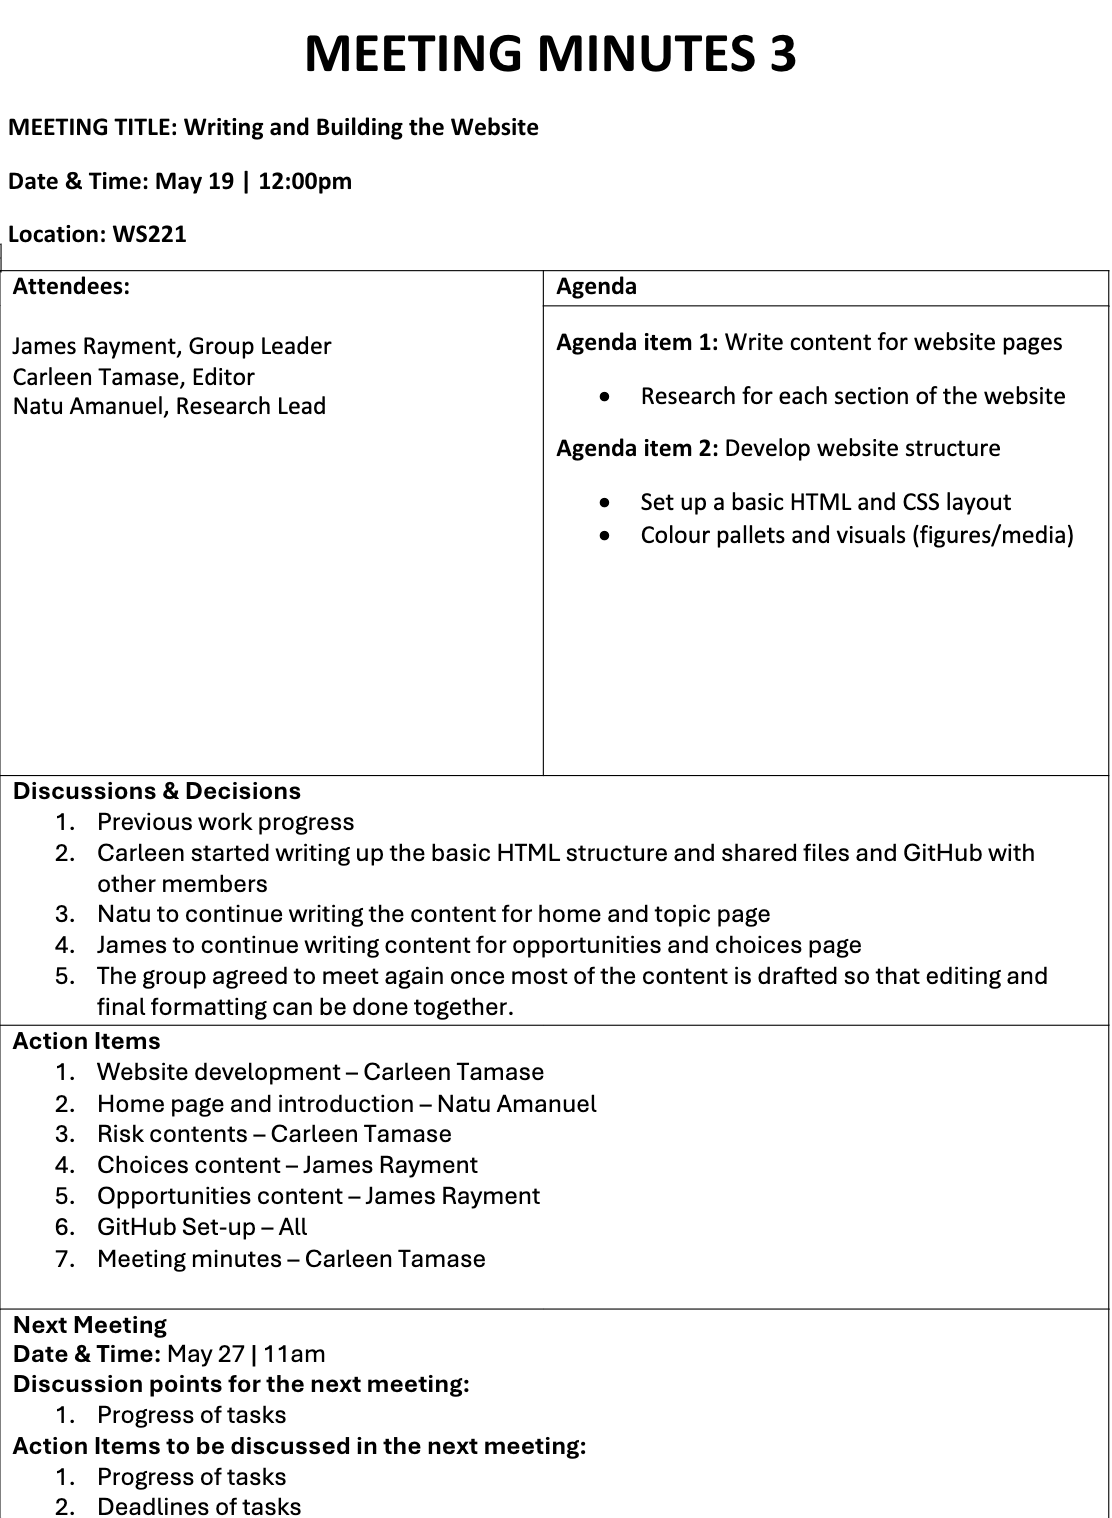 MEETING MINUTES 3
MEETING TITLE: Writing and Building the Website
Date & Time: May 19 | 12:00pm
Location: WS221
Attendees:
James Rayment, Group Leader
Carleen Tamase, Editor
Natu Amanuel, Research Lead
Agenda
Agenda item 1: Write content for website pages
• Research for each section of the website
Agenda item 2: Develop website structure
• Set up a basic HTML and CSS layout
• Colour pallets and visuals (figures/media)
Discussions & Decisions
1. Previous work progress
2. Carleen started writing up the basic HTML structure and shared files and GitHub with
other members
3. Natu to continue writing the content for home and topic page
4. James to continue writing content for opportunities and choices page
5. The group agreed to meet again once most of the content is drafted so that editing and
final formatting can be done together.
Action Items
1. Website development – Carleen Tamase
2. Home page and introduction – Natu Amanuel
3. Risk contents – Carleen Tamase
4. Choices content – James Rayment
5. Opportunities content – James Rayment
6. GitHub Set-up – All
7. Meeting minutes – Carleen Tamase
Next Meeting
Date & Time: May 27 | 11am
Discussion points for the next meeting:
1. Progress of tasks
Action Items to be discussed in the next meeting:
1. Progress of tasks
2. Deadlines of tasks